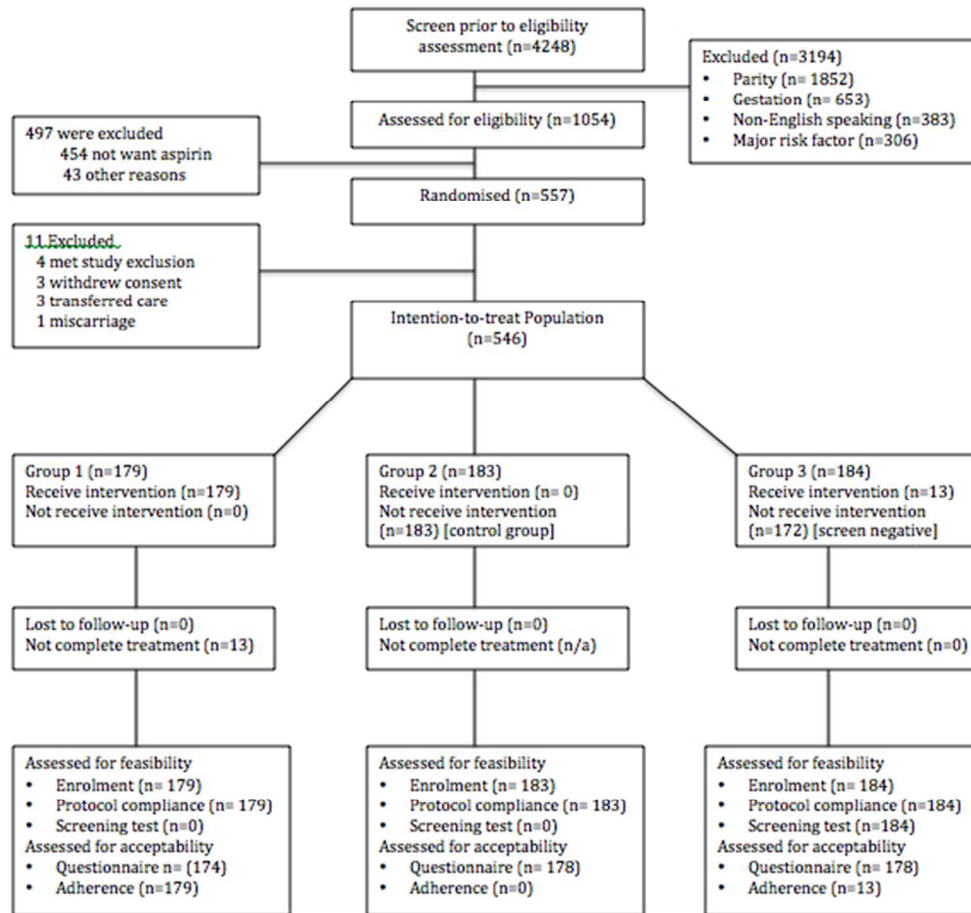 Screen prior to eligibility
assessment (n=4248)
Excluded (n=3194)
• Parity (n= 1852)
• Gestation (n= 653)
• Non-English speaking (n=383)
• Major risk factor (n=306)
Assessed for eligibility (n=1054)
497 were excluded
454 not want aspirin
43 other reasons
Randomised (n=557)
11 Excluded
4 met study exclusion
3 withdrew consent
3 transferred care
1 miscarriage
Intention-to-treat Population
(n=546)
Group 1 (n=179)
Receive intervention (n=179)
Not receive intervention (n=0)
Group 2 (n=183)
Receive intervention (n= 0)
Not receive intervention
(n=183) [control group]
Group 3 (n=184)
Receive intervention (n=13)
Not receive intervention
(n=172) [screen negative]
Lost to follow-up (n=0)
Not complete treatment (n=13)
Lost to follow-up (n=0)
Not complete treatment (n/a)
Lost to follow-up (n=0)
Not complete treatment (n=0)
Assessed for feasibility
• Enrolment (n= 179)
• Protocol compliance (n= 179)
• Screening test (n=0)
Assessed for acceptability
• Questionnaire n= (174)
• Adherence (n=179)
Assessed for feasibility
• Enrolment (n= 183)
• Protocol compliance (n= 183)
• Screening test (n=0)
Assessed for acceptability
• Questionnaire (n= 178)
• Adherence (n=0)
Assessed for feasibility
• Enrolment (n= 184)
• Protocol compliance (n=184)
• Screening test (n=184)
Assessed for acceptability
• Questionnaire (n= 178)
• Adherence (n=13)